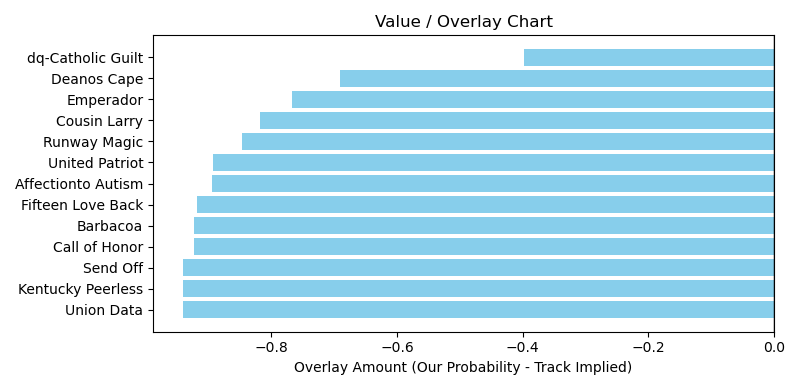 Value / Overlay Chart
dq-Catholic Guilt
Deanos Cape
Emperador
Cousin Larry
Runway Magic
United Patriot
Affectionto Autism
Fifteen Love Back
Barbacoa
Call of Honor
Send Off
Kentucky Peerless
Union Data
−0.8 −0.6 −0.4 −0.2 0.0
Overlay Amount (Our Probability - Track Implied)